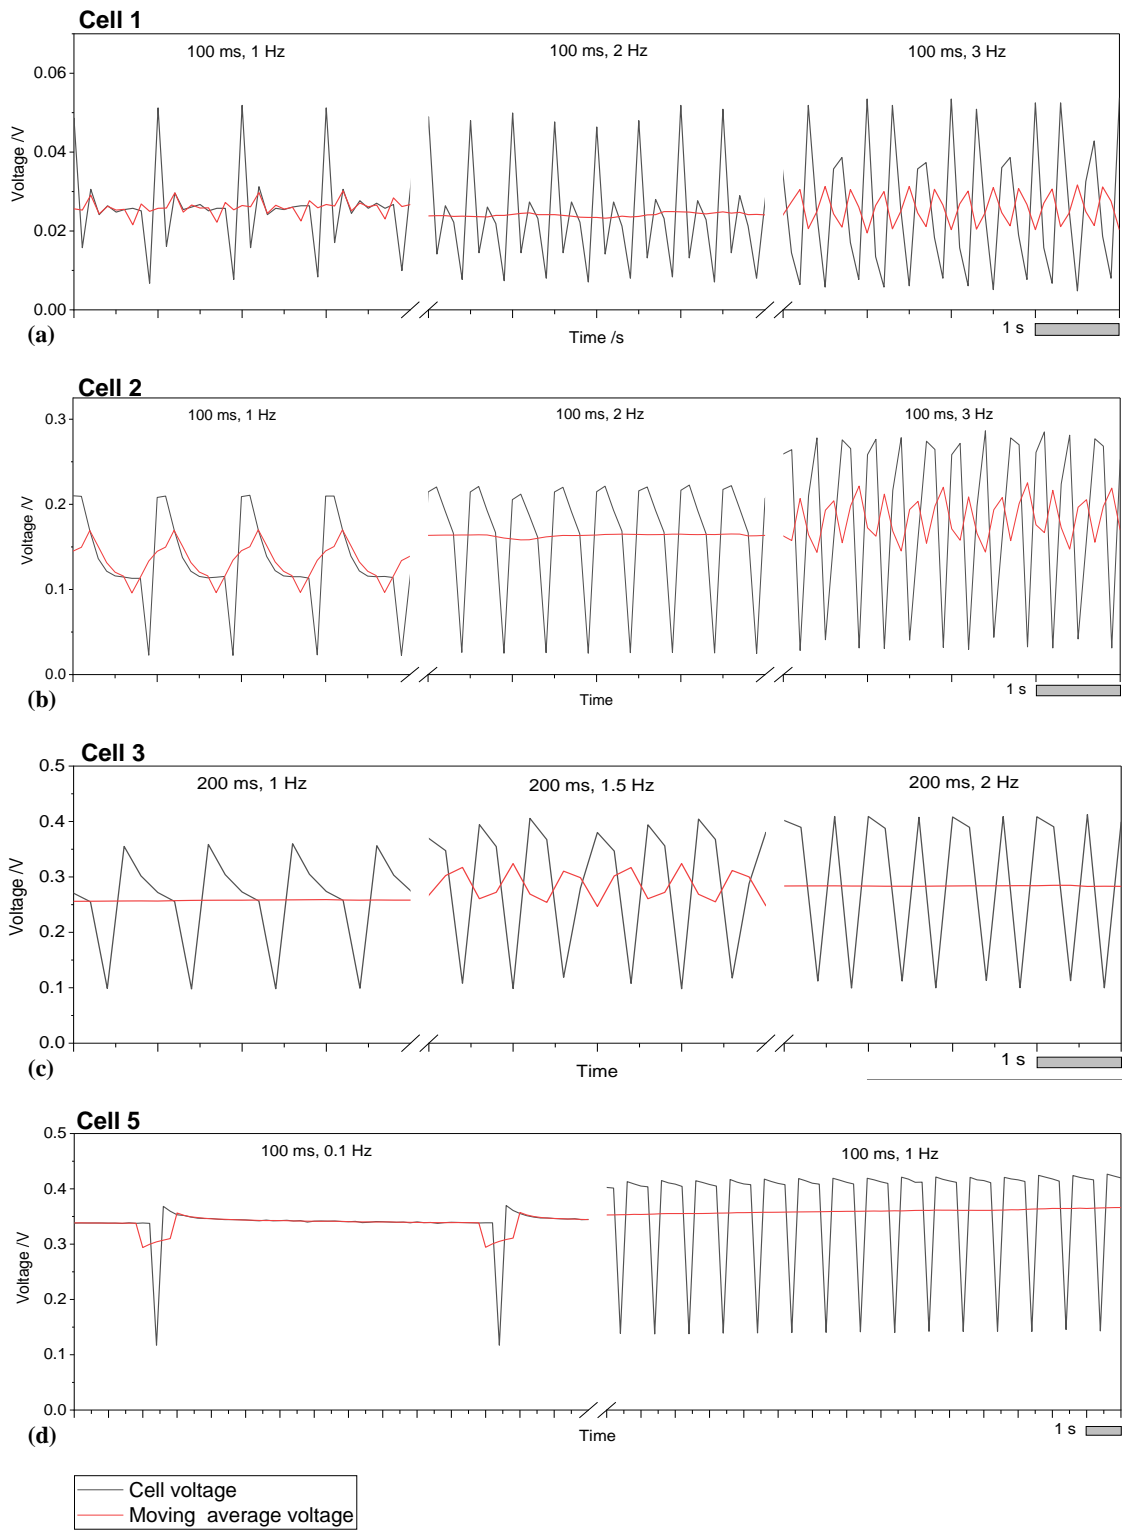 Cell 1
100 ms, 1 Hz
100 ms, 2 Hz
100 ms, 3 Hz
0.06
0.04
0.02
0.00
Voltage /V
(a)
Time /s
1 s
Cell 2
100 ms, 1 Hz
100 ms, 2 Hz
100 ms, 3 Hz
0.3
0.2
0.1
0.0
Voltage /V
(b)
Time
1 s
Cell 3
200 ms, 1 Hz
200 ms, 1.5 Hz
200 ms, 2 Hz
0.5
0.4
0.3
0.2
0.1
0.0
Voltage /V
(c)
Time
1 s
Cell 5
100 ms, 0.1 Hz
100 ms, 1 Hz
0.5
0.4
0.3
0.2
0.1
0.0
Voltage /V
(d)
Time
1 s
Cell voltage
Moving average voltage